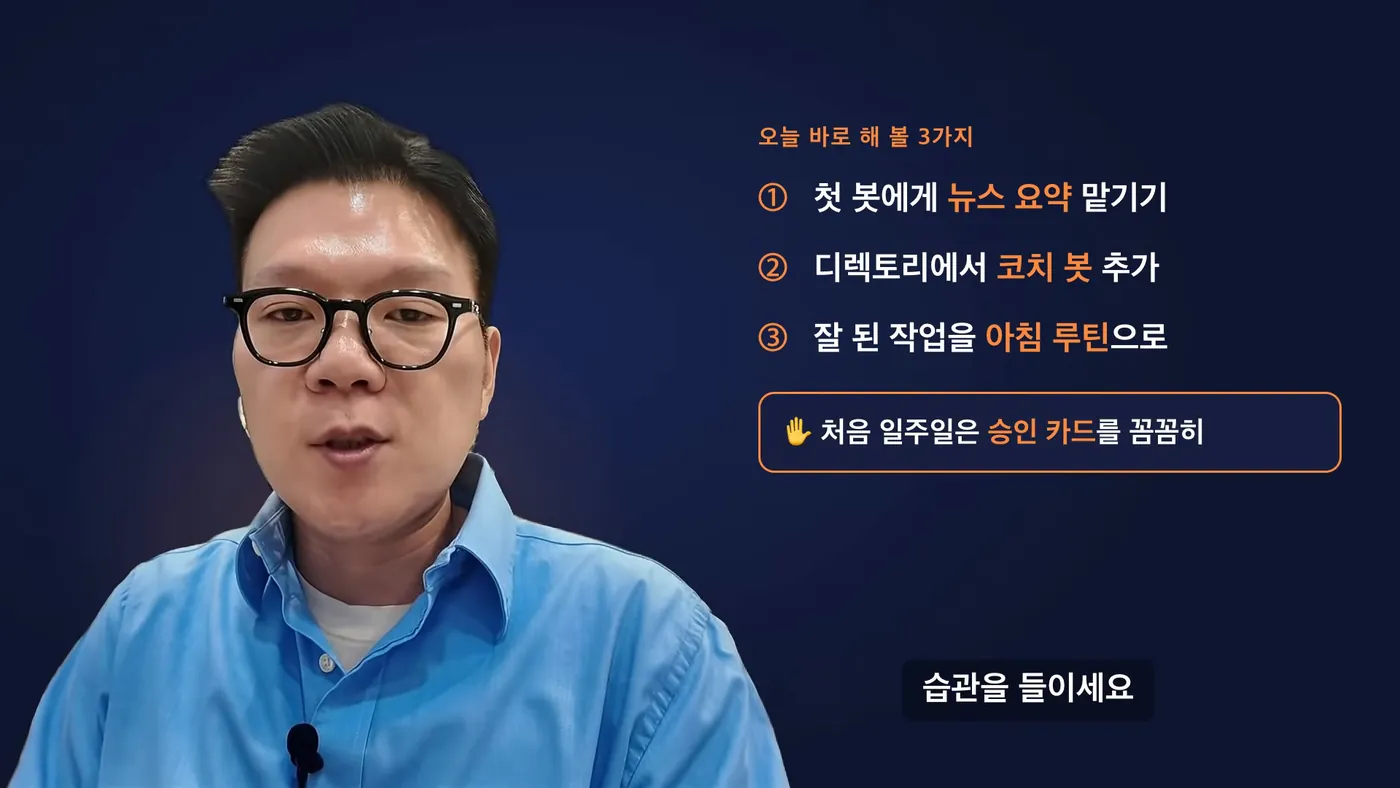 오늘 바로 해 볼 3가지
① 첫 봇에게 뉴스 요약 맡기기
② 디렉토리에서 코치 봇 추가
③ 잘 된 작업을 아침 루틴으로
✋ 처음 일주일은 승인 카드를 꼼꼼히
습관을 들이세요